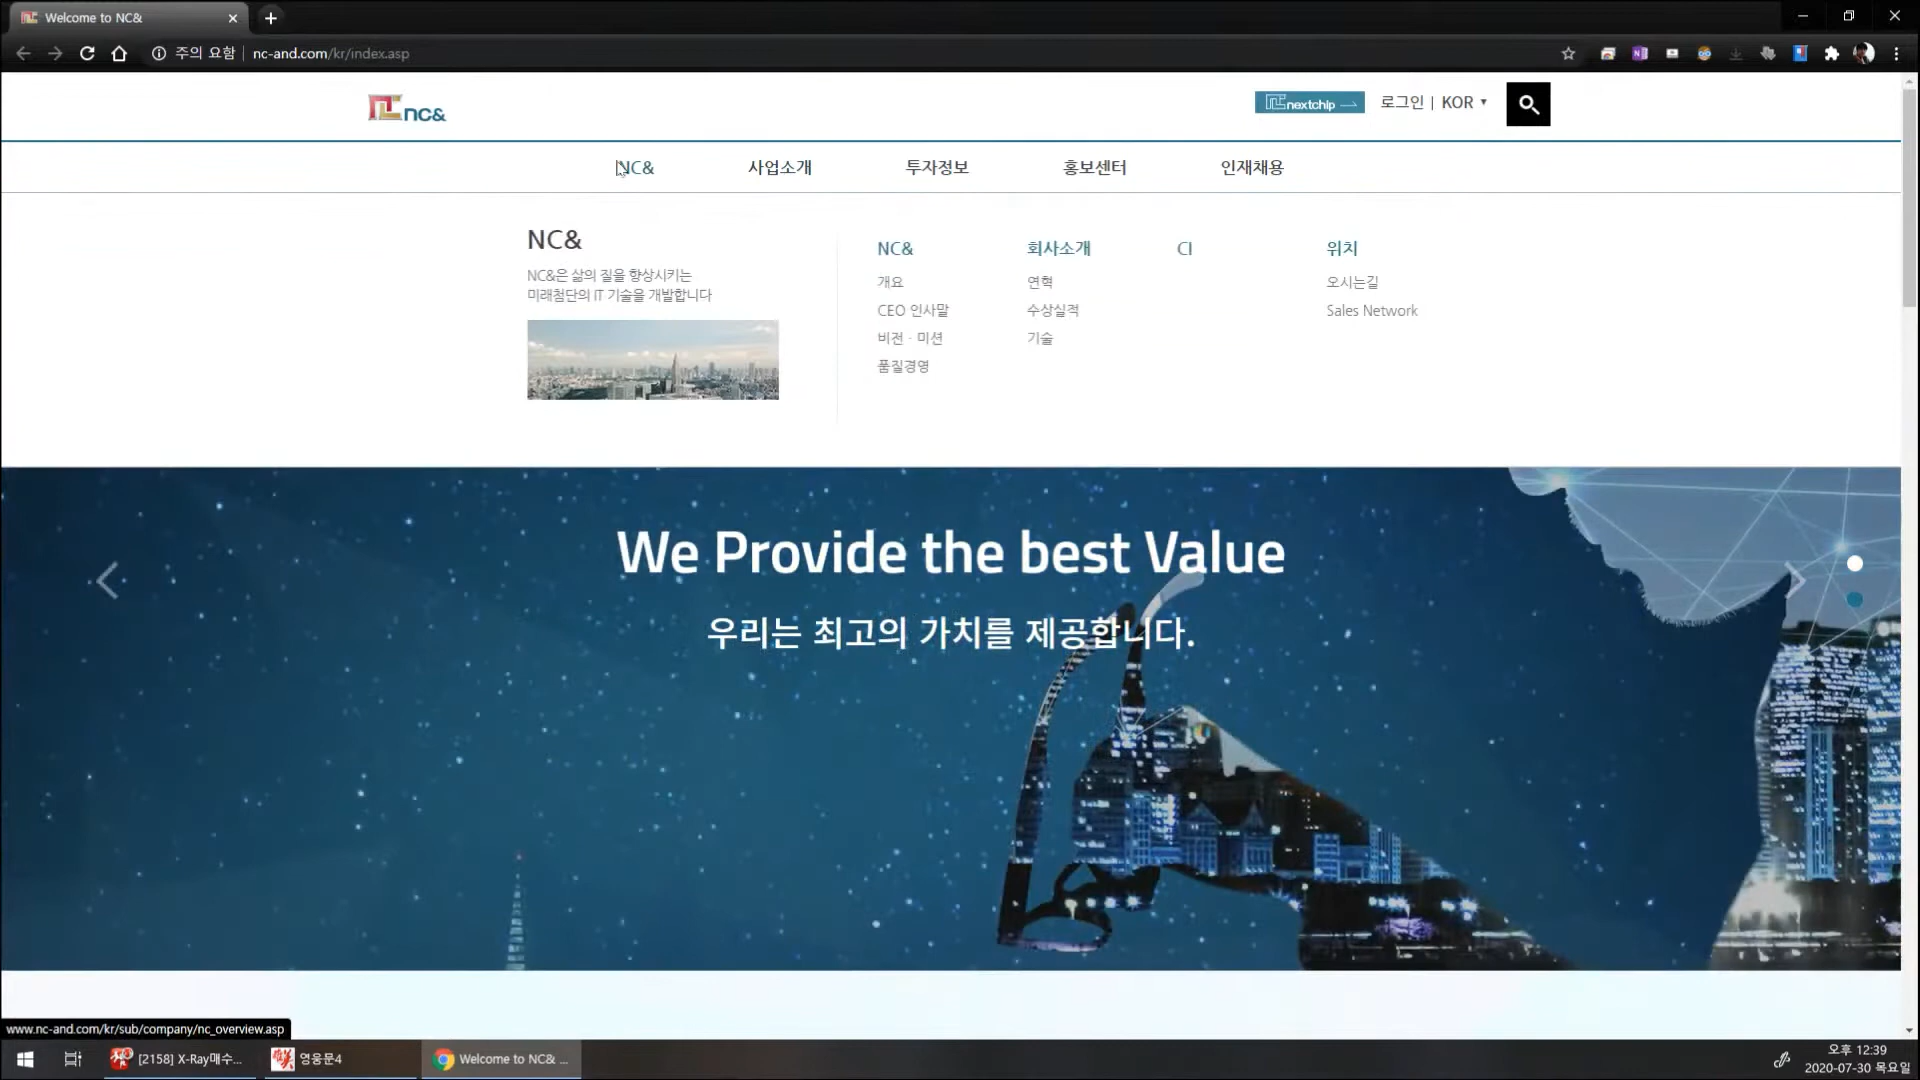 Welcome to NC&
주의 요함
nc-and.com/kr/index.asp
nc&
nextchip
로그인 | KOR
NC&
사업소개
투자정보
홍보센터
인재채용
NC&
NC&은 삶의 질을 향상시키는
미래첨단의 IT 기술을 개발합니다
NC&
개요
CEO 인사말
비전 · 미션
품질경영
회사소개
연혁
수상실적
기술
CI
위치
오시는길
Sales Network
We Provide the best Value
우리는 최고의 가치를 제공합니다.
www.nc-and.com/kr/sub/company/nc_overview.asp
[2158] X-Ray매수...
영웅문4
Welcome to NC& ...
오후 12:39
2020-07-30 목요일